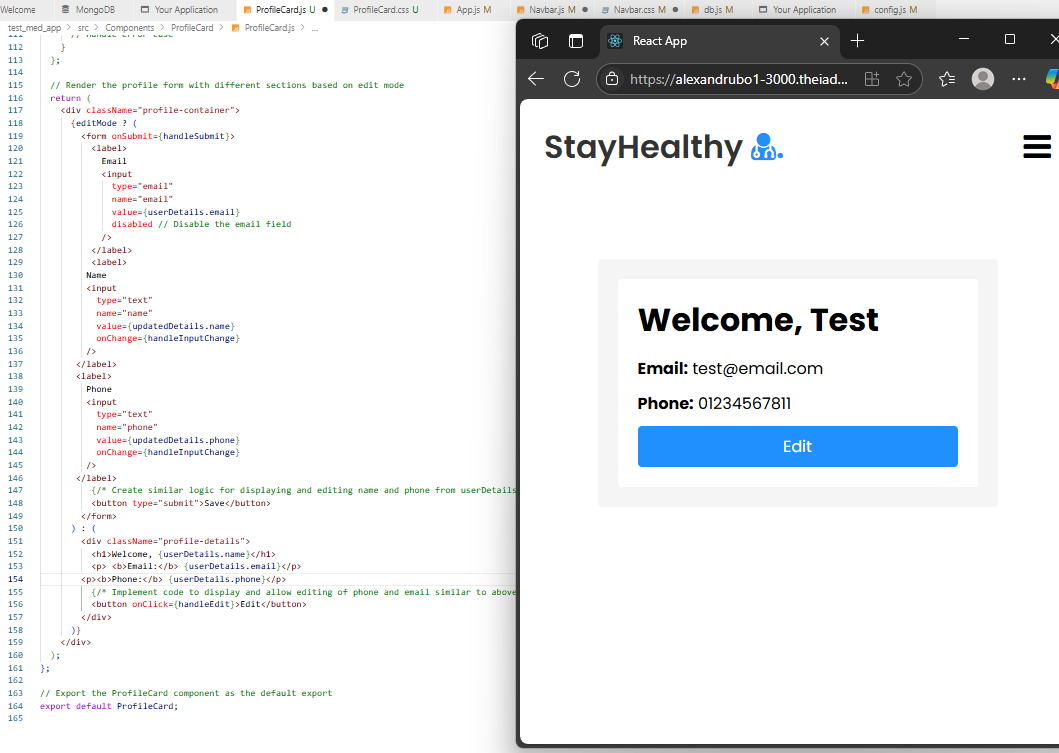 Welcome MongoDB Your Application ProfileCard.js U ProfileCard.css U App.js M Navbar.js M Navbar.css M db.js M Your Application config.js M
test_med_app > src > Components > ProfileCard > ProfileCard.js > ...
111 // Handle error case
112 }
113 };
114
115 // Render the profile form with different sections based on edit mode
116 return (
117 <div className="profile-container">
118 {editMode ? (
119 <form onSubmit={handleSubmit}>
120 <label>
121 Email
122 <input
123 type="email"
124 name="email"
125 value={userDetails.email}
126 disabled // Disable the email field
127 />
128 </label>
129 <label>
130 Name
131 <input
132 type="text"
133 name="name"
134 value={updatedDetails.name}
135 onChange={handleInputChange}
136 />
137 </label>
138 <label>
139 Phone
140 <input
141 type="text"
142 name="phone"
143 value={updatedDetails.phone}
144 onChange={handleInputChange}
145 />
146 </label>
147 {/* Create similar logic for displaying and editing name and phone from userDetails
148 <button type="submit">Save</button>
149 </form>
150 ) : (
151 <div className="profile-details">
152 <h1>Welcome, {userDetails.name}</h1>
153 <p> <b>Email:</b> {userDetails.email}</p>
154 <p><b>Phone:</b> {userDetails.phone}</p>
155 {/* Implement code to display and allow editing of phone and email similar to above
156 <button onClick={handleEdit}>Edit</button>
157 </div>
158 )}
159 </div>
160 );
161 };
162
163 // Export the ProfileCard component as the default export
164 export default ProfileCard;
165
React App
https://alexandrubo1-3000.theiad...
StayHealthy
Welcome, Test
Email: test@email.com
Phone: 01234567811
Edit